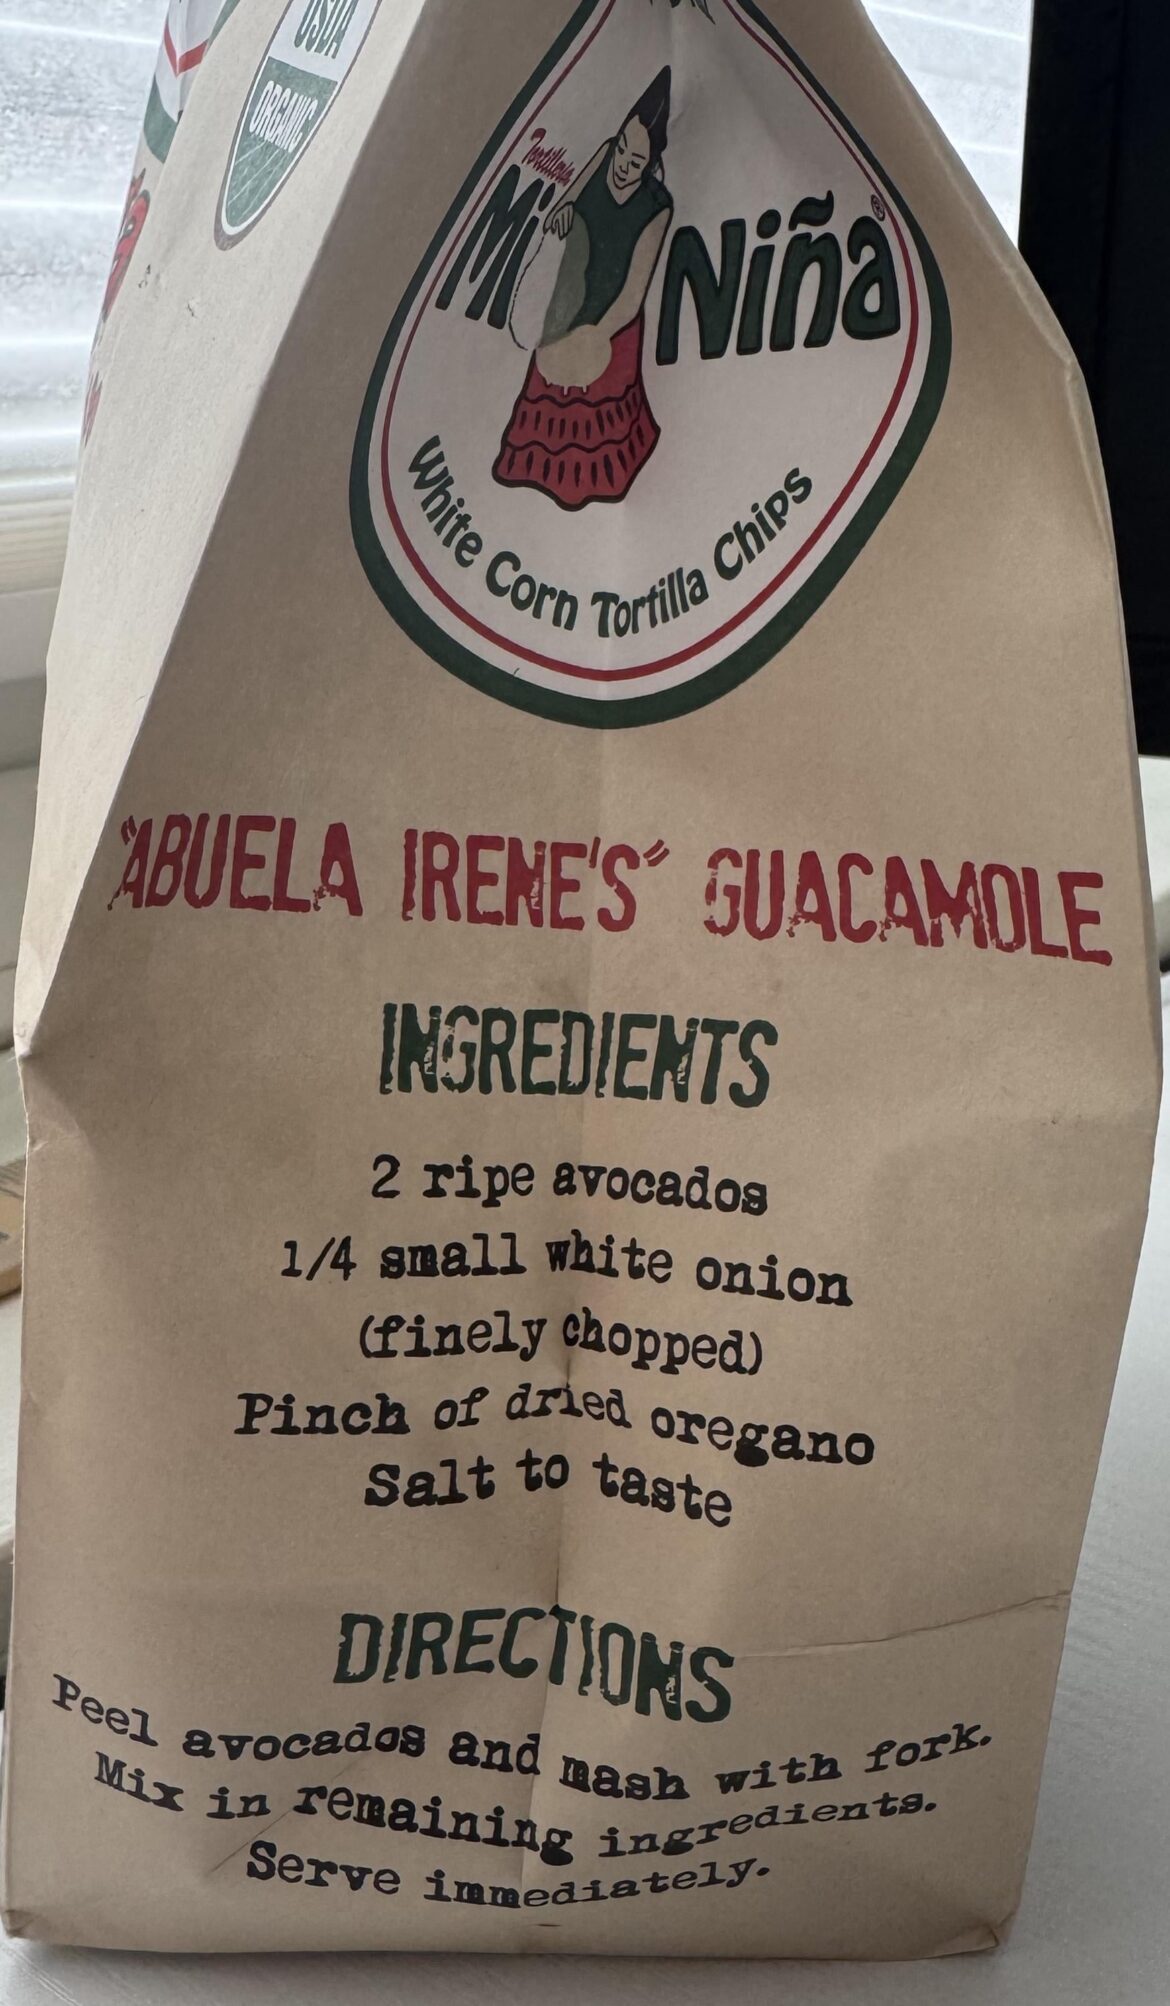 USDA
ORGANIC
Tortilleria
Mi Niña®
White Corn Tortilla Chips
"ABUELA IRENE'S" GUACAMOLE
INGREDIENTS
2 ripe avocados
1/4 small white onion
(finely chopped)
Pinch of dried oregano
Salt to taste
DIRECTIONS
Peel avocados and mash with fork.
Mix in remaining ingredients.
Serve immediately.